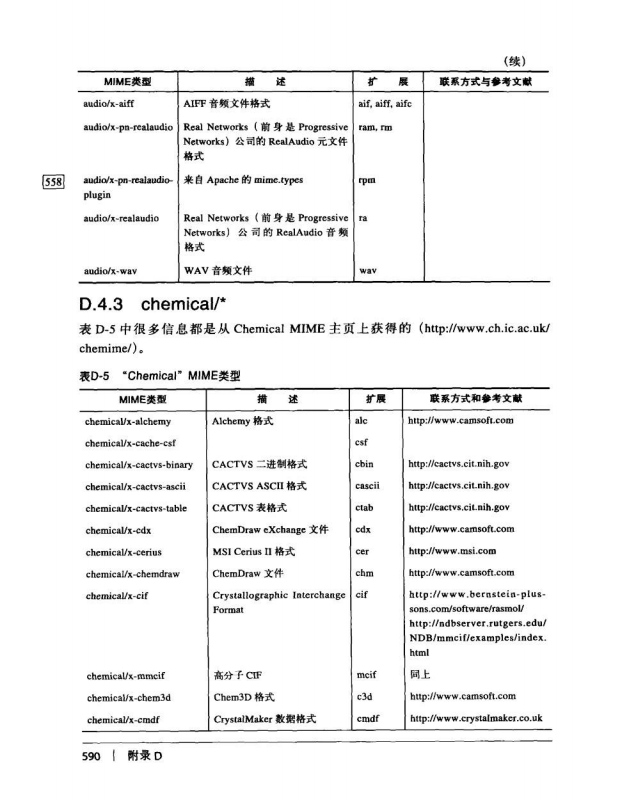 (续)
MIME类型 描 述 扩 展 联系方式与参考文献
audio/x-aiff AIFF 音频文件格式 aif, aiff, aifc
audio/x-pn-realaudio Real Networks（前身是 Progressive ram, rm
Networks）公司的 RealAudio 元文件
格式
558 audio/x-pn-realaudio- 来自 Apache 的 mime.types rpm
plugin
audio/x-realaudio Real Networks（前身是 Progressive ra
Networks）公司的 RealAudio 音频
格式
audio/x-wav WAV 音频文件 wav
D.4.3 chemical/*
表 D-5 中很多信息都是从 Chemical MIME 主页上获得的（http://www.ch.ic.ac.uk/
chemime/）。
表D-5 “Chemical” MIME类型
MIME类型 描 述 扩展 联系方式和参考文献
chemical/x-alchemy Alchemy 格式 alc http://www.camsoft.com
chemical/x-cache-csf csf
chemical/x-cactvs-binary CACTVS 二进制格式 cbin http://cactvs.cit.nih.gov
chemical/x-cactvs-ascii CACTVS ASCII 格式 cascii http://cactvs.cit.nih.gov
chemical/x-cactvs-table CACTVS 表格式 ctab http://cactvs.cit.nih.gov
chemical/x-cdx ChemDraw eXchange 文件 cdx http://www.camsoft.com
chemical/x-cerius MSI Cerius II 格式 cer http://www.msi.com
chemical/x-chemdraw ChemDraw 文件 chm http://www.camsoft.com
chemical/x-cif Crystallographic Interchange cif http://www.bernstein-plus-
Format sons.com/software/rasmol/
http://ndbserver.rutgers.edu/
NDB/mmcif/examples/index.
html
chemical/x-mmcif 高分子 CIF mcif 同上
chemical/x-chem3d Chem3D 格式 c3d http://www.camsoft.com
chemical/x-cmdf CrystalMaker 数据格式 cmdf http://www.crystalmaker.co.uk
590 | 附录 D